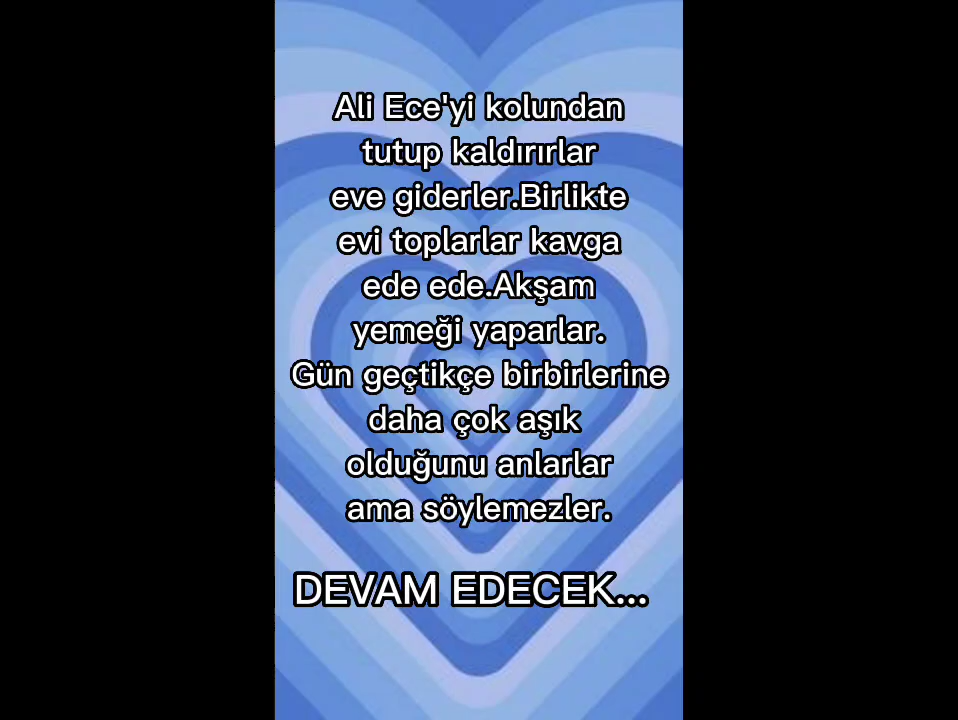 Ali Ece'yi kolundan
tutup kaldırırlar
eve giderler.Birlikte
evi toplarlar kavga
ede ede.Akşam
yemeği yaparlar.
Gün geçtikçe birbirlerine
daha çok aşık
olduğunu anlarlar
ama söylemezler.
DEVAM EDECEK...